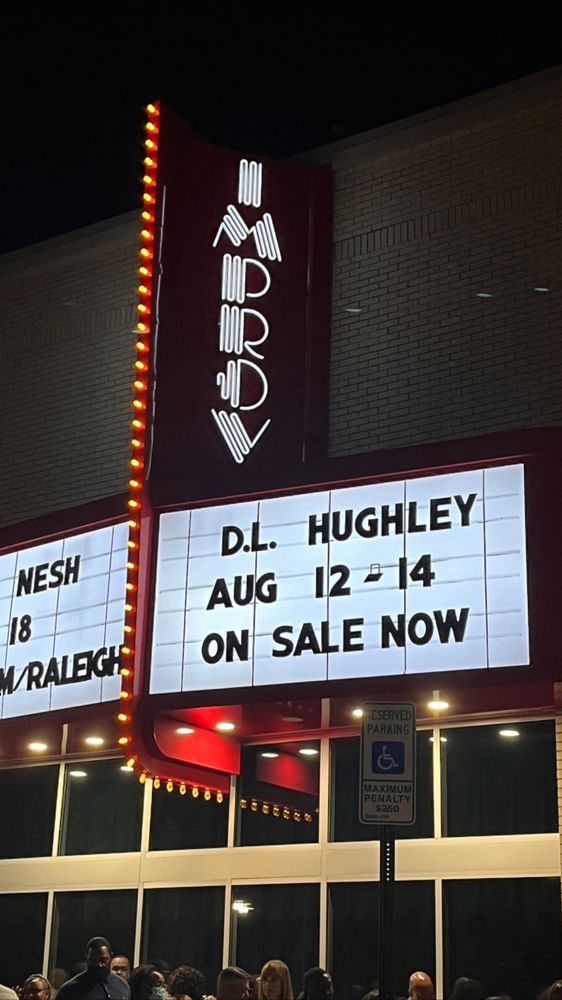 IMPROV
D.L. HUGHLEY
AUG 12 - 14
ON SALE NOW
NESH
18
M/RALEIGH
RESERVED
PARKING
MAXIMUM
PENALTY
$250